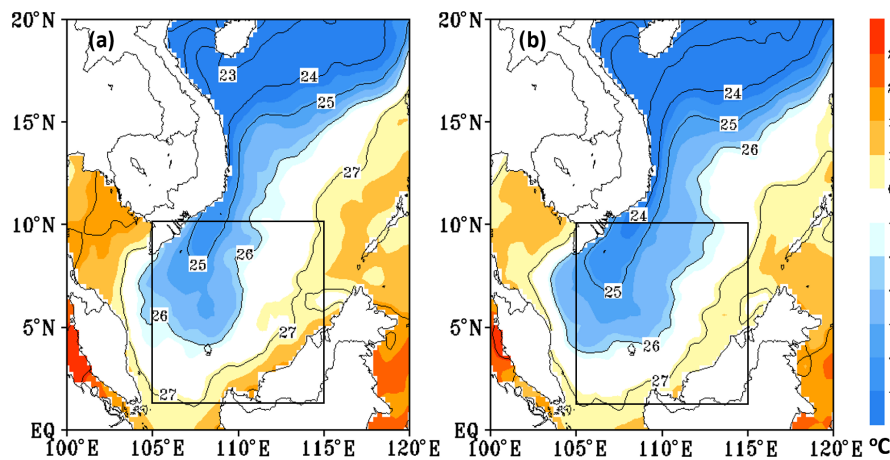 20°N (a) 23 24 25
15°N 27
10°N 25 26
5°N 26 27
EQ 27
100°E 105°E 110°E 115°E 120°E
20°N (b) 24 25 26
15°N
10°N 24 25
5°N 26
EQ 27
100°E 105°E 110°E 115°E 120°E
°C